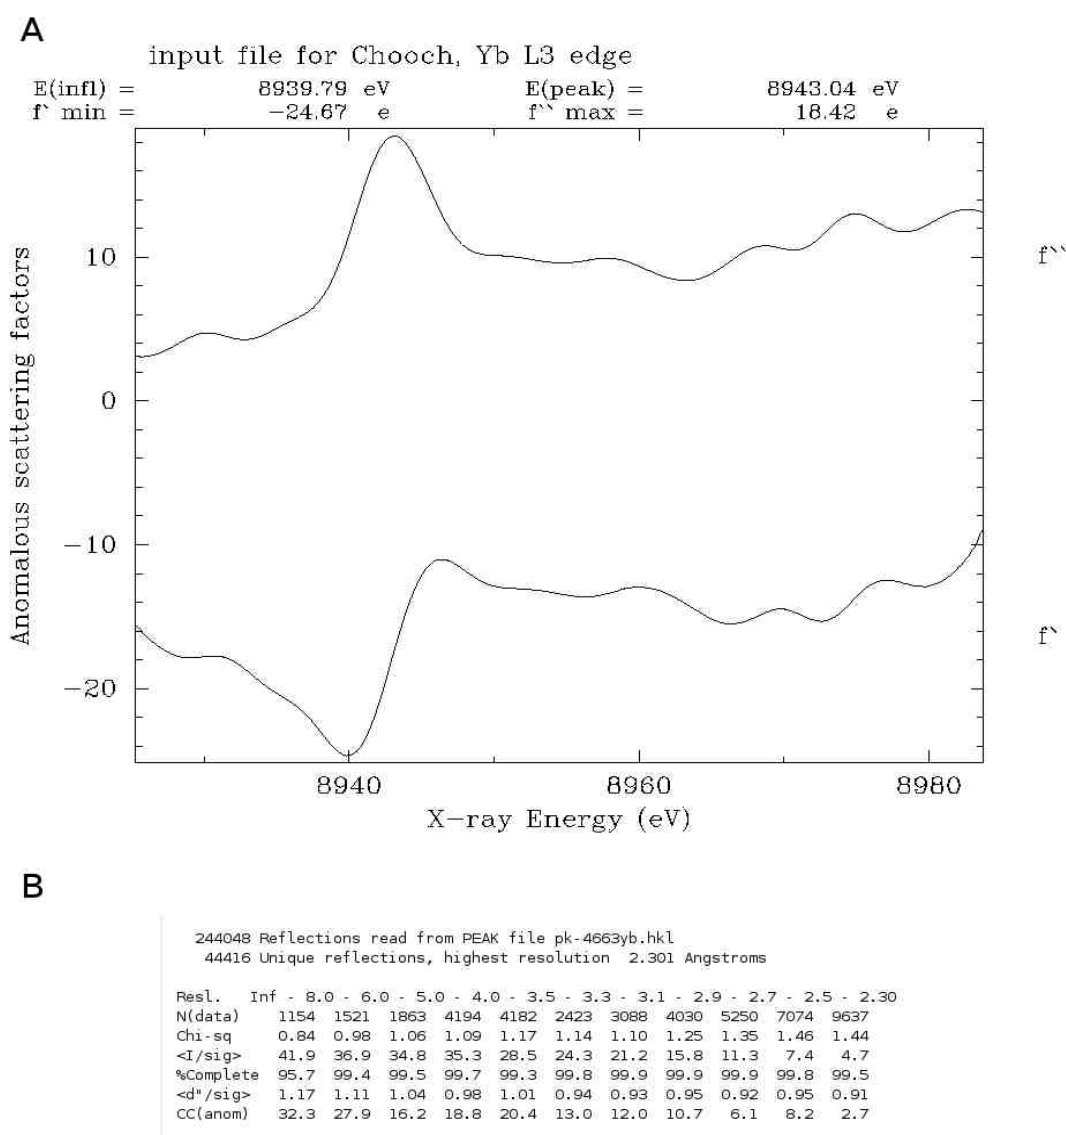 A
input file for Chooch, Yb L3 edge
E(infl) = 8939.79 eV E(peak) = 8943.04 eV
f` min = −24.67 e f`` max = 18.42 e
Anomalous scattering factors
10
0
−10
−20
f``
f`
8940 8960 8980
X−ray Energy (eV)
B
244048 Reflections read from PEAK file pk-4663yb.hkl
44416 Unique reflections, highest resolution 2.301 Angstroms
Resl. Inf - 8.0 - 6.0 - 5.0 - 4.0 - 3.5 - 3.3 - 3.1 - 2.9 - 2.7 - 2.5 - 2.30
N(data) 1154 1521 1863 4194 4182 2423 3088 4030 5250 7074 9637
Chi-sq 0.84 0.98 1.06 1.09 1.17 1.14 1.10 1.25 1.35 1.46 1.44
<I/sig> 41.9 36.9 34.8 35.3 28.5 24.3 21.2 15.8 11.3 7.4 4.7
%Complete 95.7 99.4 99.5 99.7 99.3 99.8 99.9 99.9 99.9 99.8 99.5
<d"/sig> 1.17 1.11 1.04 0.98 1.01 0.94 0.93 0.95 0.92 0.95 0.91
CC(anom) 32.3 27.9 16.2 18.8 20.4 13.0 12.0 10.7 6.1 8.2 2.7